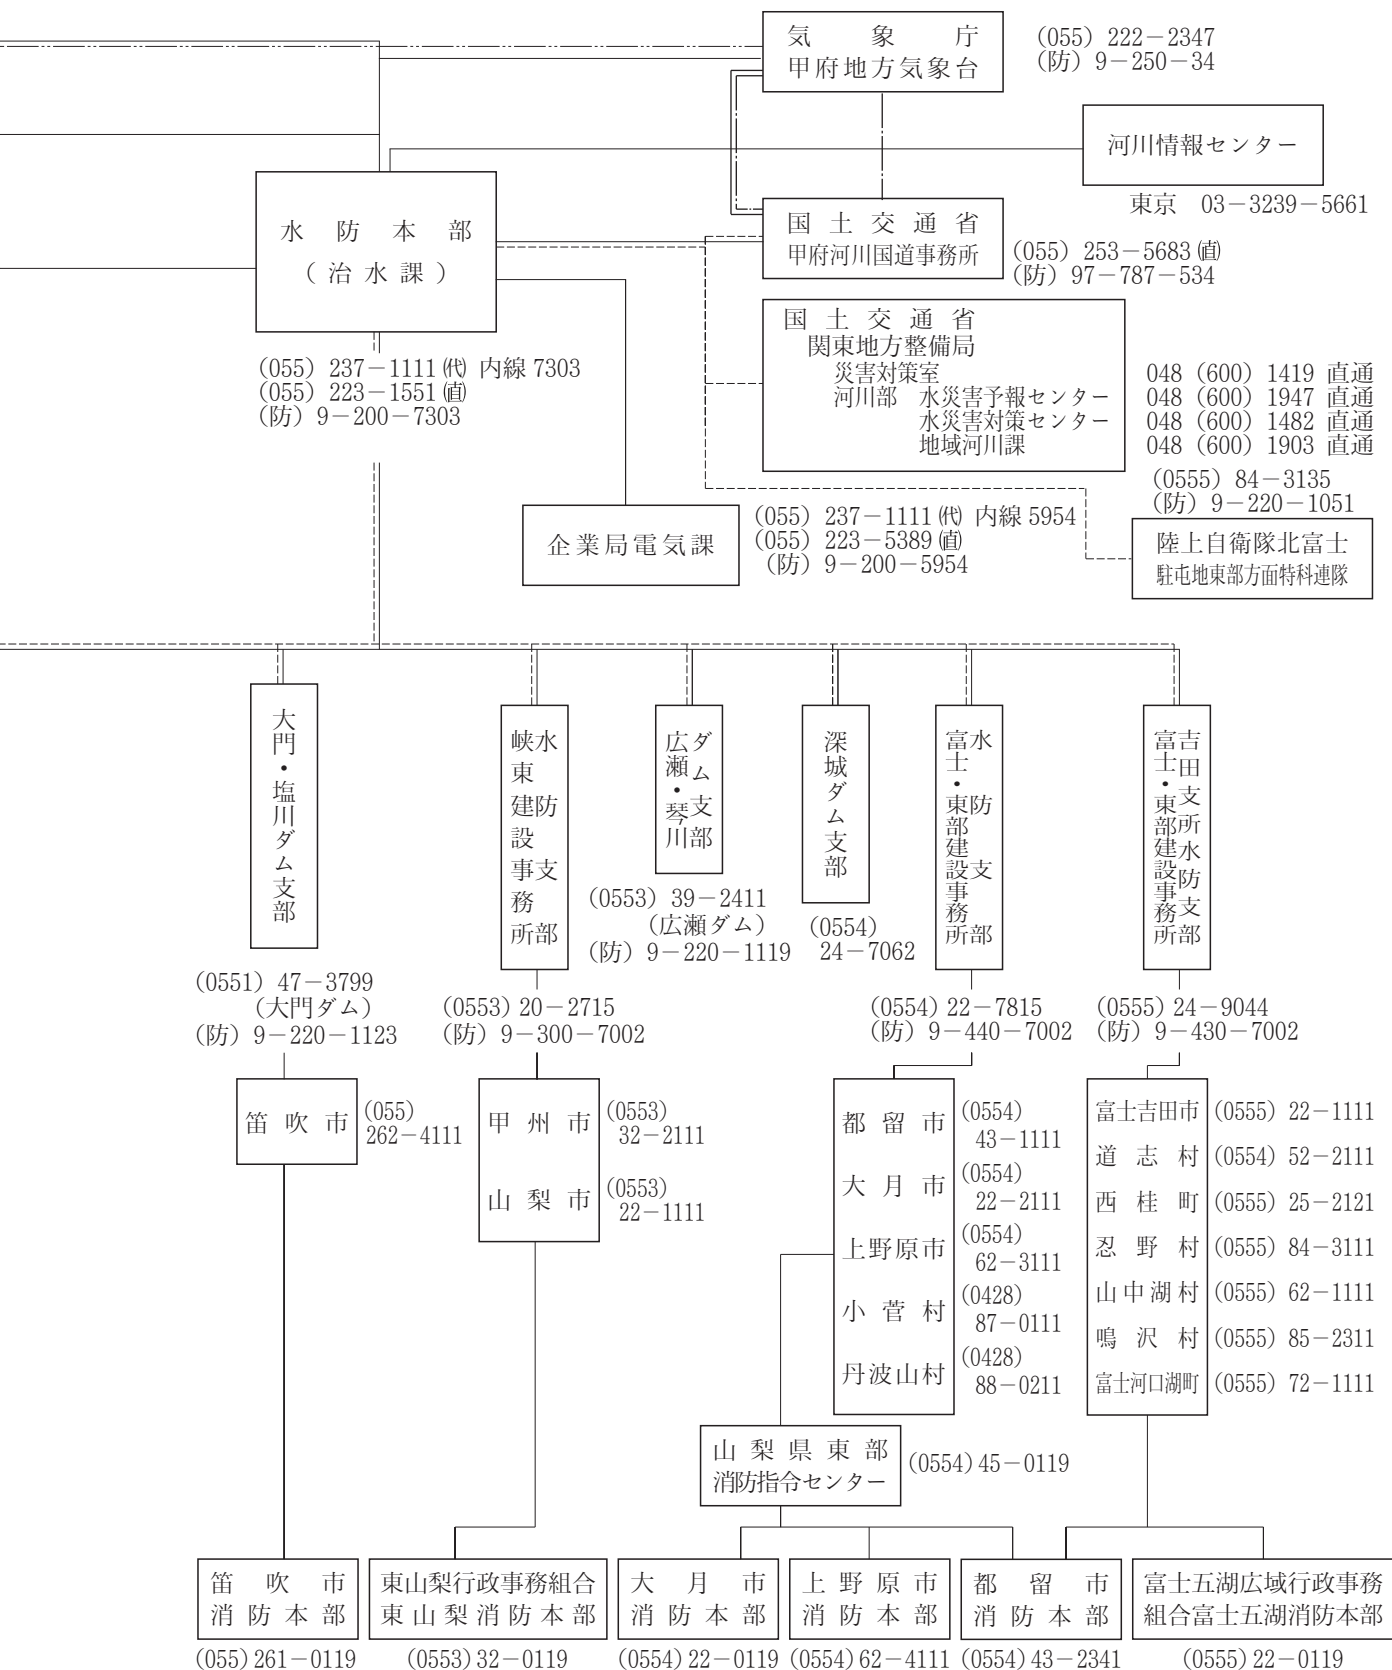 気象庁
甲府地方気象台
(055) 222−2347
(防) 9−250−34
河川情報センター
東京 03−3239−5661
水防本部
(治水課)
国土交通省
甲府河川国道事務所
(055) 253−5683㈲
(防) 97−787−534
国土交通省
関東地方整備局
災害対策室
河川部 水災害予報センター
水災害対策センター
地域河川課
048 (600) 1419 直通
048 (600) 1947 直通
048 (600) 1482 直通
048 (600) 1903 直通
(055) 237−1111㈹ 内線 7303
(055) 223−1551(直)
(防) 9−200−7303
(0555) 84−3135
(防) 9−220−1051
陸上自衛隊北富士
駐屯地東部方面特科連隊
企業局電気課
(055) 237−1111㈹ 内線 5954
(055) 223−5389(直)
(防) 9−200−5954
大門・塩川ダム支部
峡東建設事務所
水防支部
広瀬・琴川
ダム支部
深城ダム支部
富士・東部建設事務所
水防支部
富士・東部建設事務所
吉田支所水防支部
(0551) 47−3799
(大門ダム)
(防) 9−220−1123
(0553) 20−2715
(防) 9−300−7002
(0553) 39−2411
(広瀬ダム)
(防) 9−220−1119
(0554)
24−7062
(0554) 22−7815
(防) 9−440−7002
(0555) 24−9044
(防) 9−430−7002
笛吹市
(055)
262−4111
甲州市
(0553)
32−2111
山梨市
(0553)
22−1111
都留市
(0554)
43−1111
大月市
(0554)
22−2111
上野原市
(0554)
62−3111
小菅村
(0428)
87−0111
丹波山村
(0428)
88−0211
富士吉田市 (0555) 22−1111
道志村 (0554) 52−2111
西桂町 (0555) 25−2121
忍野村 (0555) 84−3111
山中湖村 (0555) 62−1111
鳴沢村 (0555) 85−2311
富士河口湖町 (0555) 72−1111
山梨県東部
消防指令センター
(0554) 45−0119
笛吹市
消防本部
(055) 261−0119
東山梨行政事務組合
東山梨消防本部
(0553) 32−0119
大月市
消防本部
(0554) 22−0119
上野原市
消防本部
(0554) 62−4111
都留市
消防本部
(0554) 43−2341
富士五湖広域行政事務
組合富士五湖消防本部
(0555) 22−0119